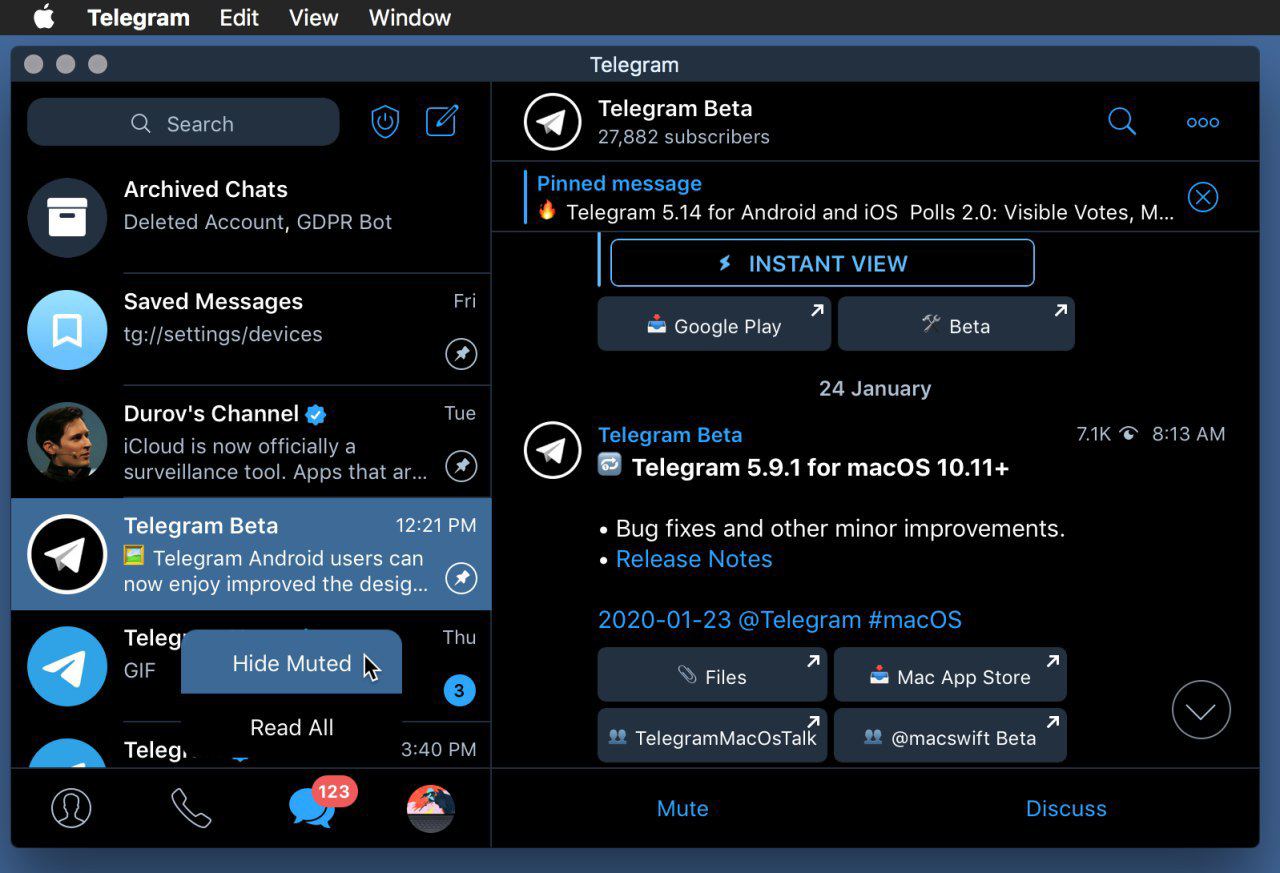 Telegram Edit View Window
Telegram
Search
Archived Chats
Deleted Account, GDPR Bot
Saved Messages Fri
tg://settings/devices
Durov's Channel Tue
iCloud is now officially a
surveillance tool. Apps that ar...
Telegram Beta 12:21 PM
Telegram Android users can
now enjoy improved the desig...
Thu
GIF
3
Hide Muted
Read All
3:40 PM
123
Telegram Beta
27,882 subscribers
Pinned message
🔥 Telegram 5.14 for Android and iOS Polls 2.0: Visible Votes, M...
INSTANT VIEW
Google Play Beta
24 January
Telegram Beta 7.1K 8:13 AM
Telegram 5.9.1 for macOS 10.11+
• Bug fixes and other minor improvements.
• Release Notes
2020-01-23 @Telegram #macOS
Files Mac App Store
TelegramMacOsTalk @macswift Beta
Mute Discuss